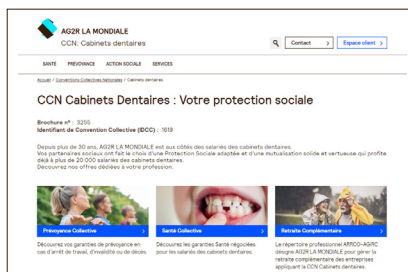 AG2R LA MONDIALE
CCN: Cabinets dentaires
Contact >
Espace client >
SANTÉ PRÉVOYANCE ACTION SOCIALE SERVICES
Accueil / Conventions Collectives Nationales / Cabinets dentaires
CCN Cabinets Dentaires : Votre protection sociale
Brochure n° : 3255
Identifiant de Convention Collective (IDCC) : 1619
Depuis plus de 30 ans, AG2R LA MONDIALE est aux côtés des salariés des cabinets dentaires.
Vos partenaires sociaux ont fait le choix d'une Protection Sociale adaptée et d'une mutualisation solide et vertueuse qui profite
déjà à plus de 20 000 salariés des cabinets dentaires.
Découvrez nos offres dédiées à votre profession.
Prévoyance Collective >
Découvrez vos garanties de prévoyance en
cas d'arrêt de travail, d'invalidité ou de décès
Santé Collective >
Découvrez les garanties Santé négociées
pour les salariés des cabinets dentaires.
Retraite Complémentaire >
Le répertoire professionnel ARRCO-AGIRC
désigne AG2R LA MONDIALE pour gérer la
retraite complémentaire des entreprises
appliquant la CCN Cabinets Dentaires.